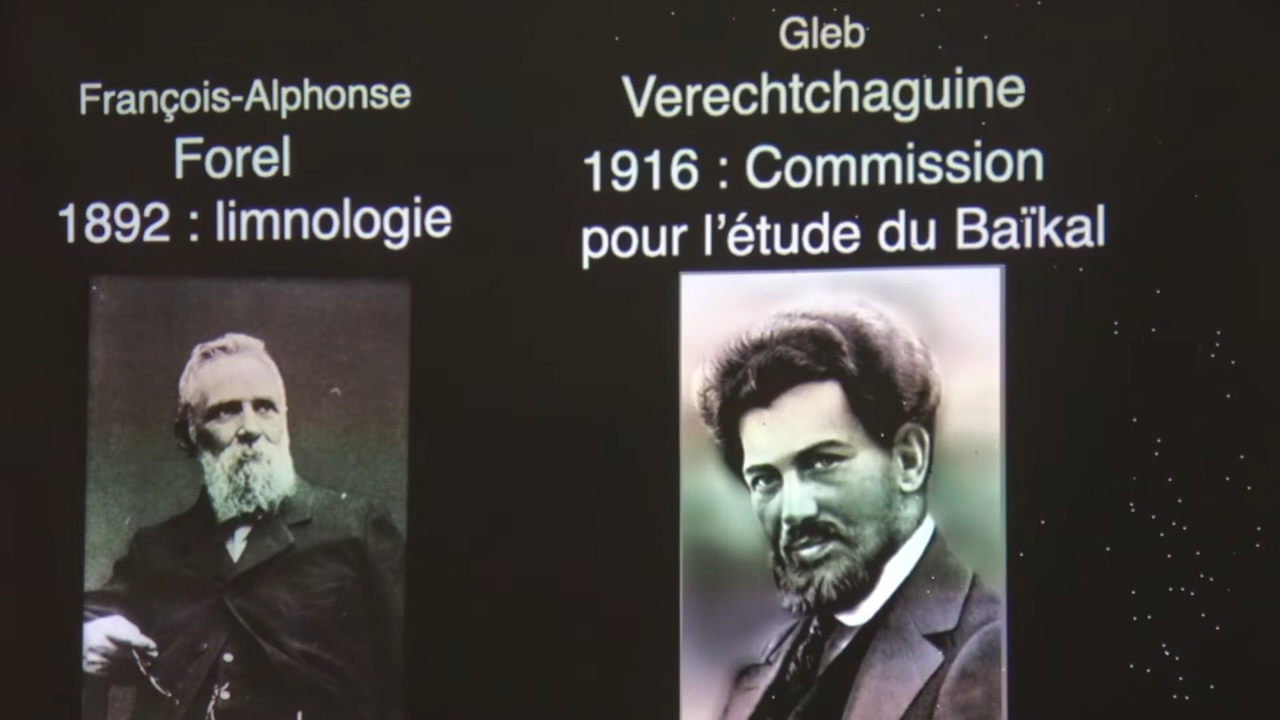 François-Alphonse
Forel
1892 : limnologie
Gleb
Verechtchaguine
1916 : Commission
pour l’étude du Baïkal